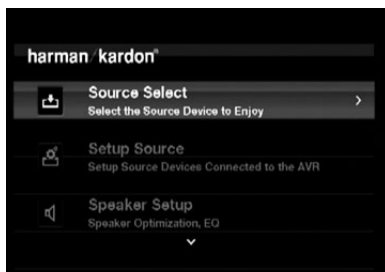 harman/kardon®
Source Select
Select the Source Device to Enjoy
Setup Source
Setup Source Devices Connected to the AVR
Speaker Setup
Speaker Optimization, EQ